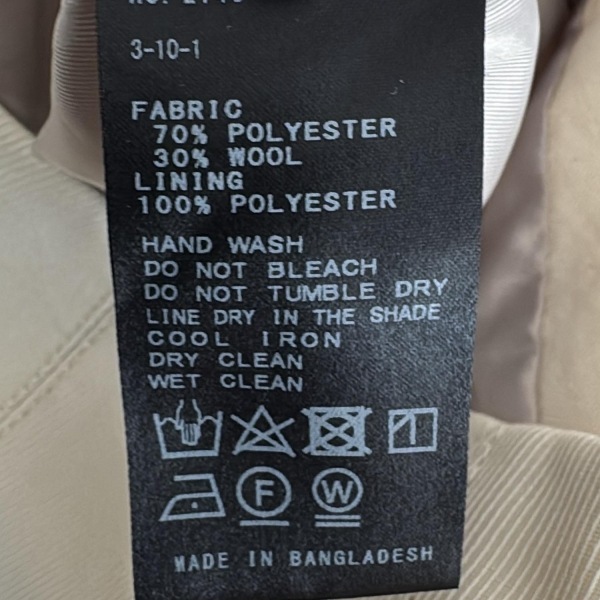 3-10-1
FABRIC
70% POLYESTER
30% WOOL
LINING
100% POLYESTER
HAND WASH
DO NOT BLEACH
DO NOT TUMBLE DRY
LINE DRY IN THE SHADE
COOL IRON
DRY CLEAN
WET CLEAN
F W
MADE IN BANGLADESH